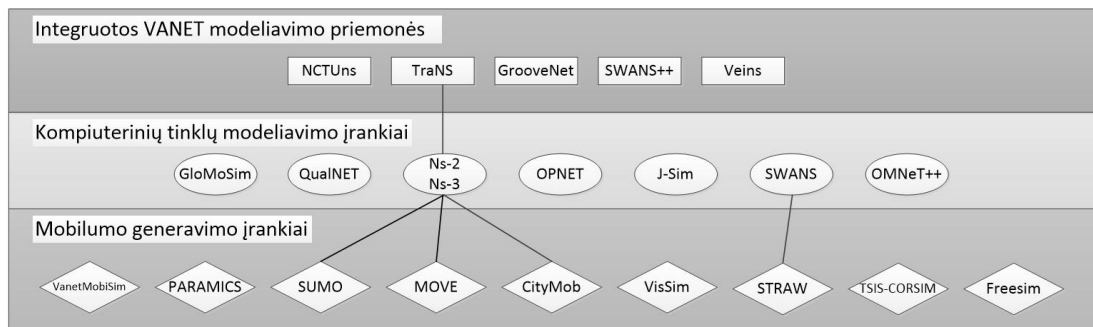 Integruotos VANET modeliavimo priemonės
NCTUns TraNS GrooveNet SWANS++ Veins
Kompiuterinių tinklų modeliavimo įrankiai
GloMoSim QualNET Ns-2 Ns-3 OPNET J-Sim SWANS OMNeT++
Mobilumo generavimo įrankiai
VanetMobiSim PARAMICS SUMO MOVE CityMob VisSim STRAW TSIS-CORSIM Freesim